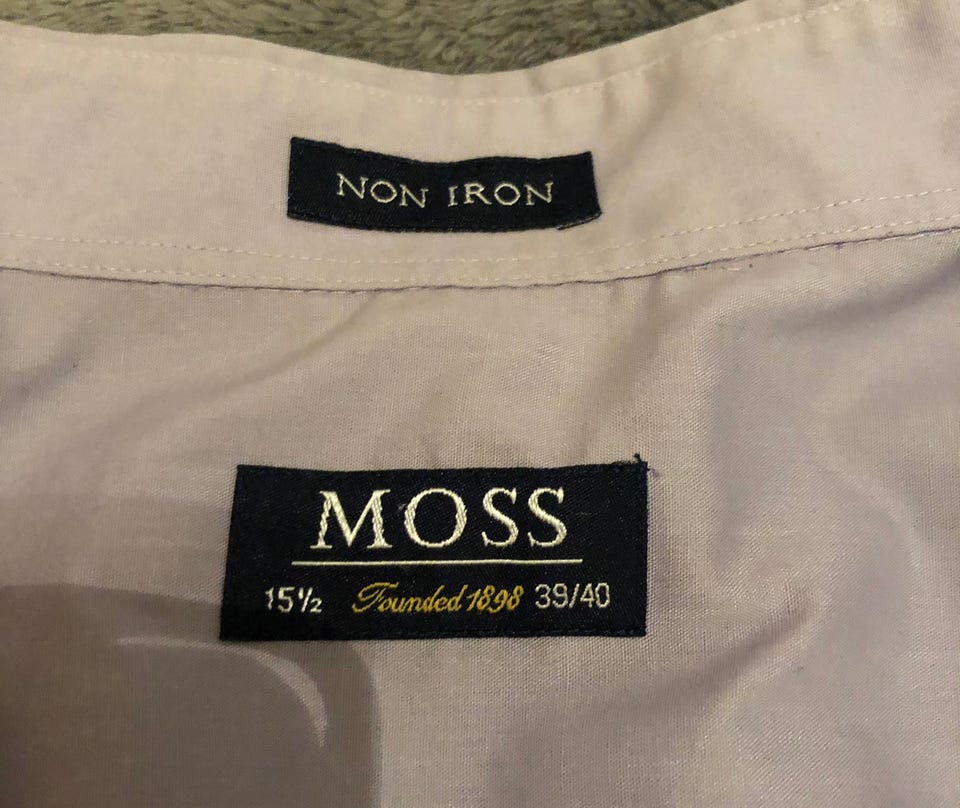 NON IRON
MOSS
15½ Founded 1898 39/40